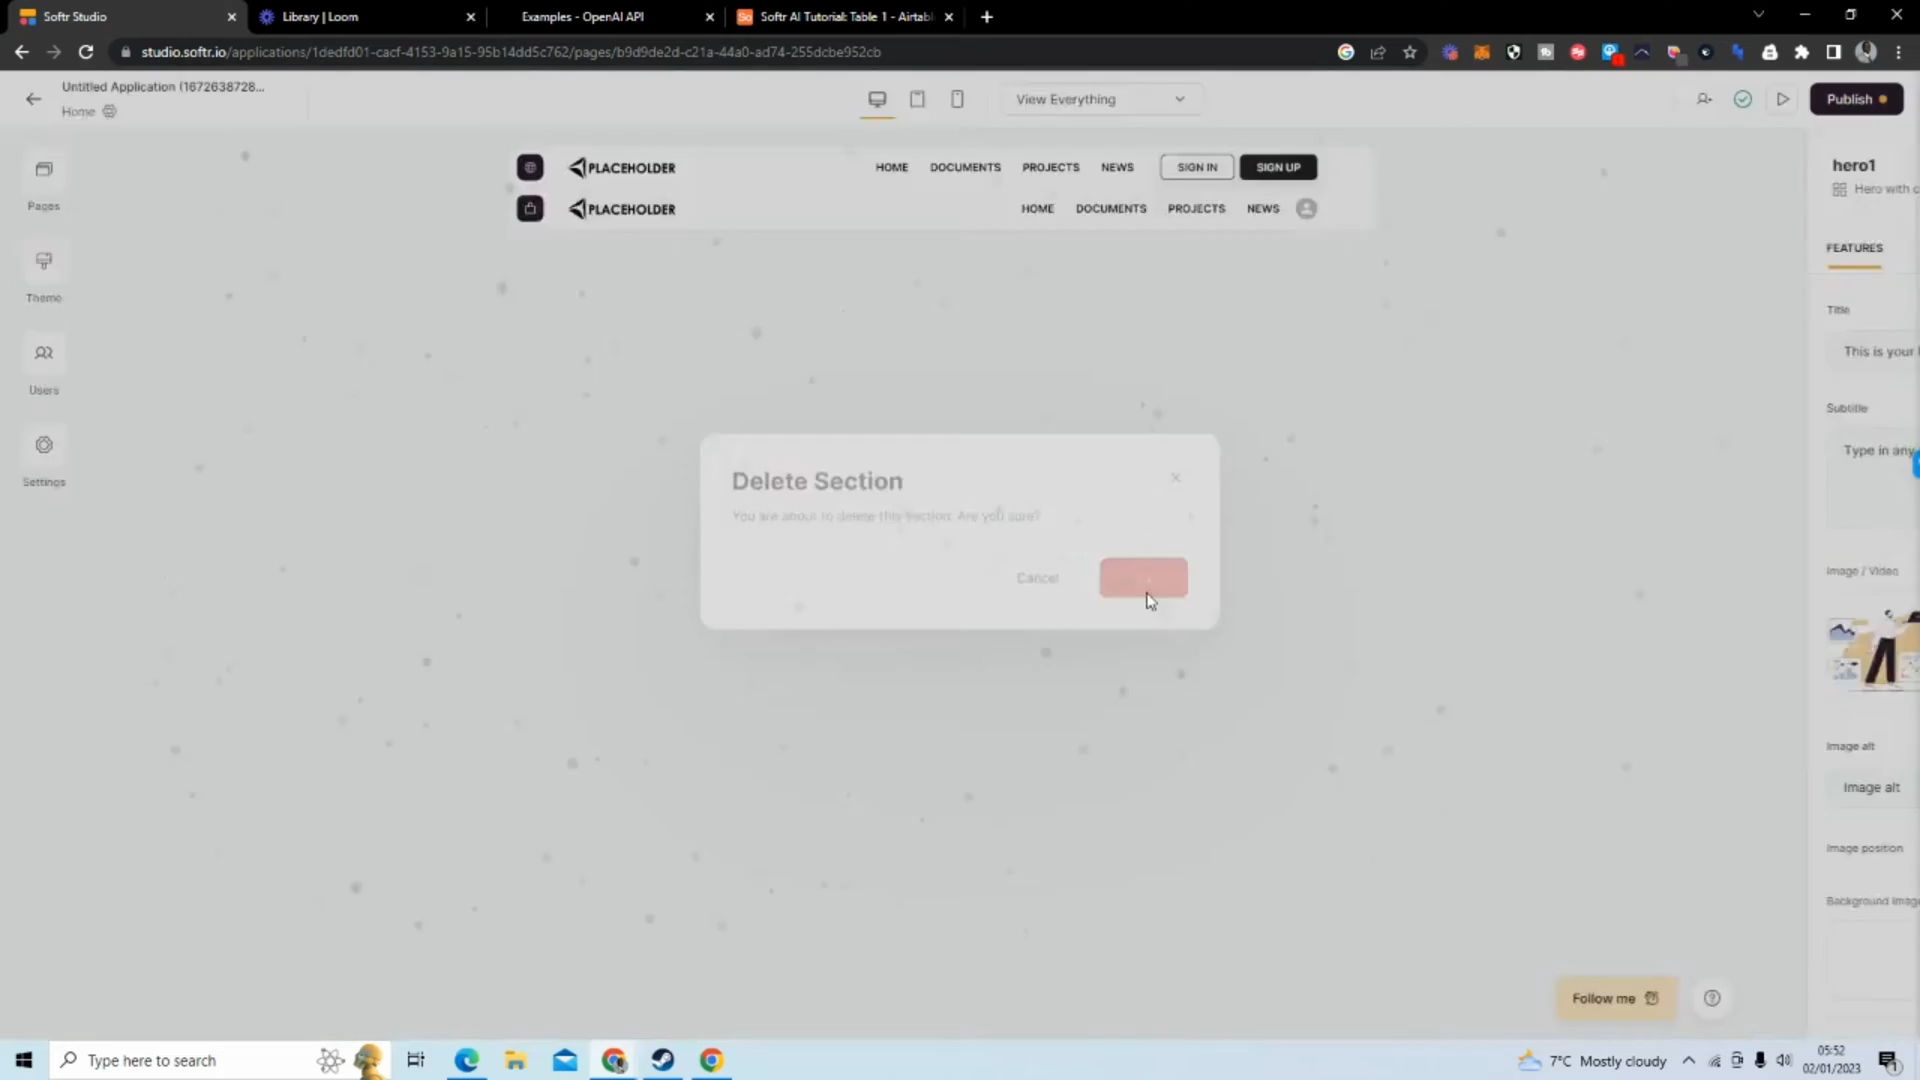 Softr Studio
Library | Loom
Examples - OpenAI API
Softr AI Tutorial: Table 1 - Airtabl
studio.softr.io/applications/1dedfd01-cacf-4153-9a15-95b14dd5c762/pages/b9d9de2d-c21a-44a0-ad74-255dcbe952cb
Untitled Application (1672638728...
Home
View Everything
Publish
PLACEHOLDER
HOME DOCUMENTS PROJECTS NEWS SIGN IN SIGN UP
PLACEHOLDER
HOME DOCUMENTS PROJECTS NEWS
Pages
Theme
Users
Settings
Delete Section
You are about to delete this section. Are you sure?
Cancel
hero1
Hero with c
FEATURES
Title
This is your
Subtitle
Type in any
Image / Video
Image alt
Image alt
Image position
Background image
Follow me
Type here to search
7°C Mostly cloudy
05:52
02/01/2023